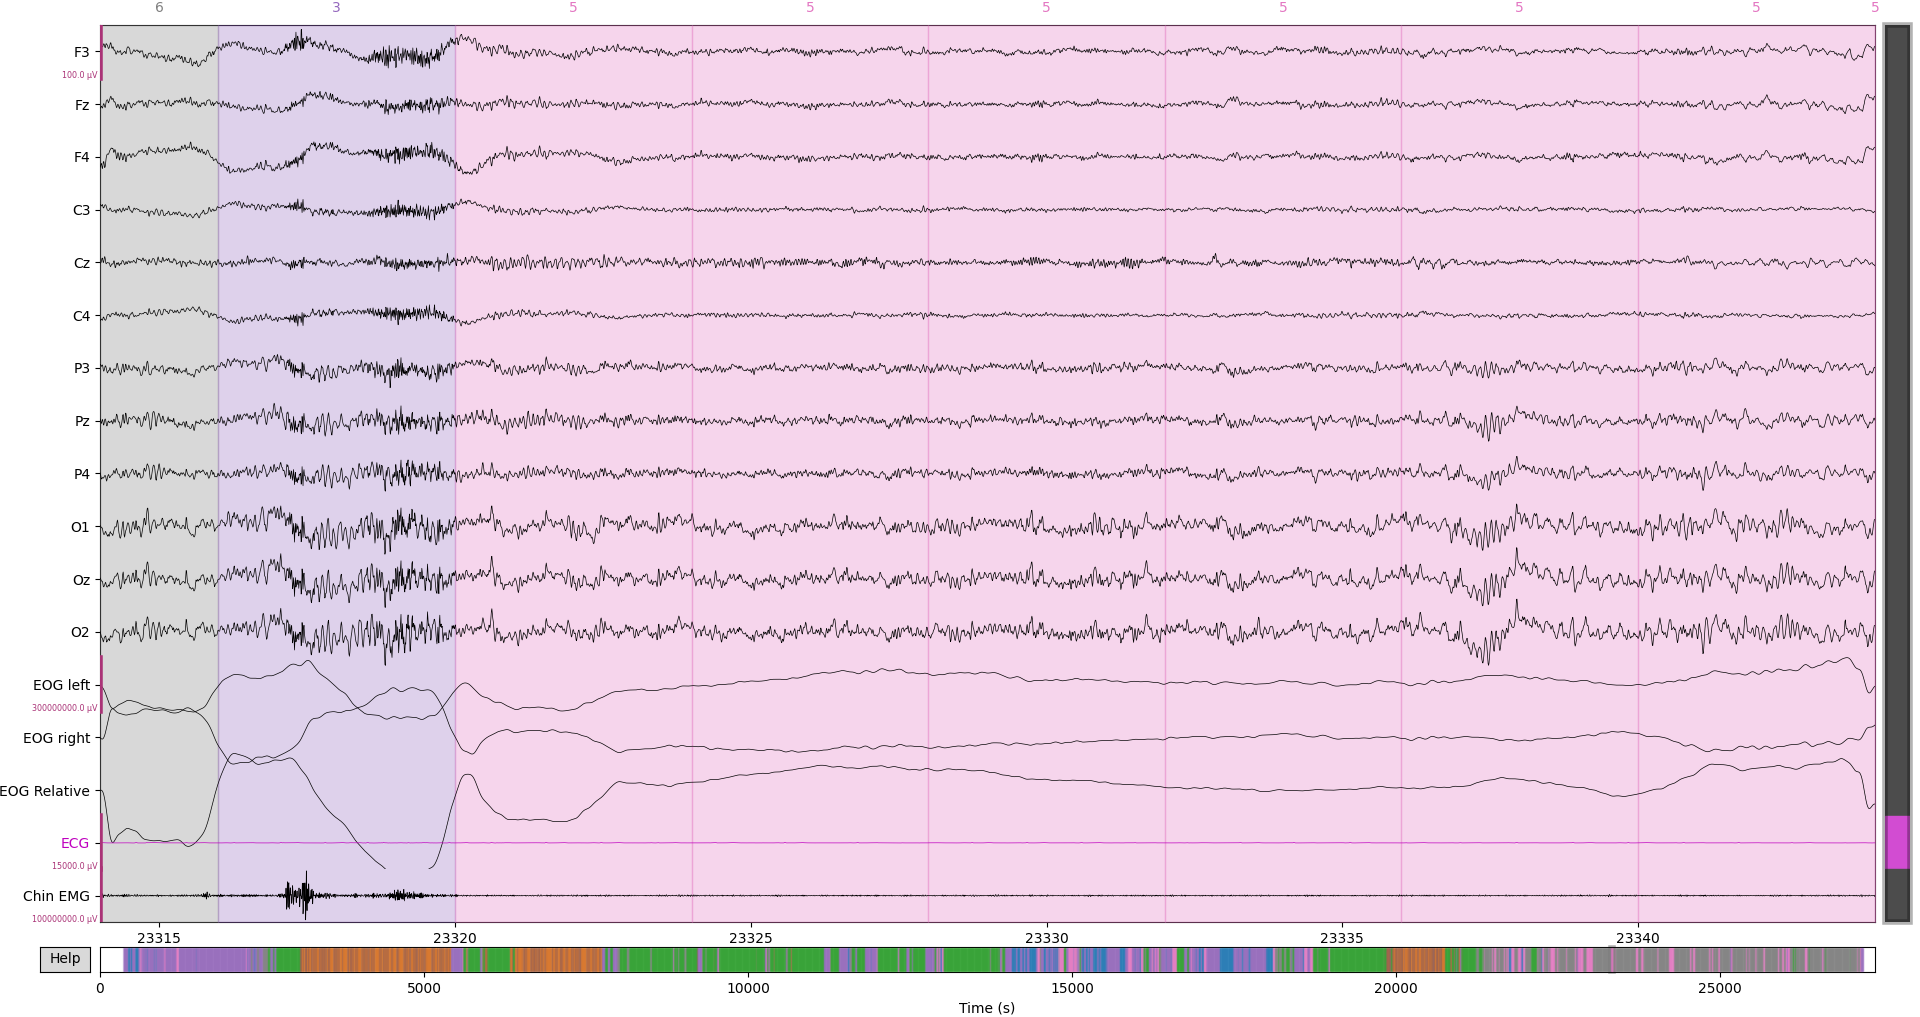 6 3 5 5 5 5 5 5 5
F3
100.0 µV
Fz
F4
C3
Cz
C4
P3
Pz
P4
O1
Oz
O2
EOG left
300000000.0 µV
EOG right
EOG Relative
ECG
15000.0 µV
Chin EMG
100000000.0 µV
23315 23320 23325 23330 23335 23340
Help
0 5000 10000 15000 20000 25000
Time (s)